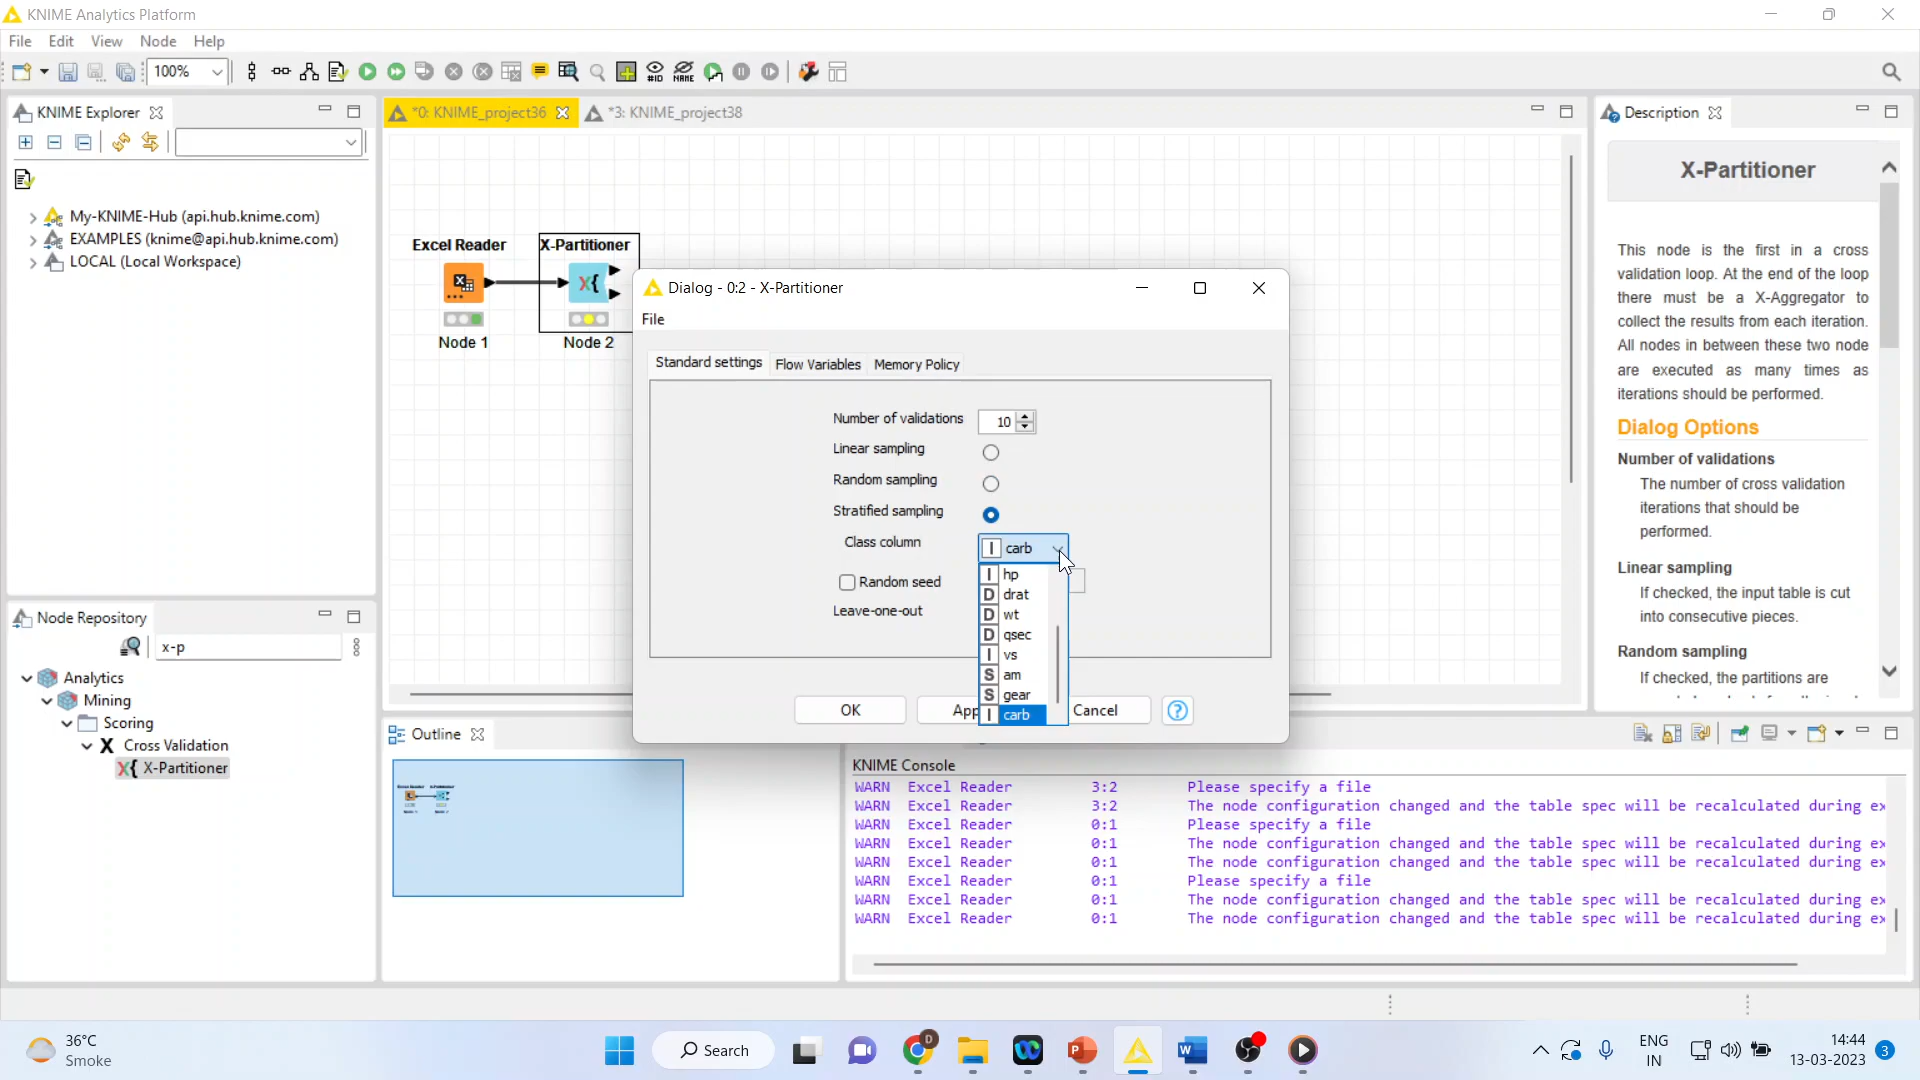 KNIME Analytics Platform
File Edit View Node Help
100%
KNIME Explorer
My-KNIME-Hub (api.hub.knime.com)
EXAMPLES (knime@api.hub.knime.com)
LOCAL (Local Workspace)
Node Repository
x-p
Analytics
Mining
Scoring
Cross Validation
X-Partitioner
*0: KNIME_project36
*3: KNIME_project38
Excel Reader
Node 1
X-Partitioner
Node 2
Dialog - 0:2 - X-Partitioner
File
Standard settings Flow Variables Memory Policy
Number of validations 10
Linear sampling
Random sampling
Stratified sampling
Class column I carb
Random seed
Leave-one-out
I hp
D drat
D wt
D qsec
I vs
S am
S gear
I carb
OK App Cancel
Outline
Description
X-Partitioner
This node is the first in a cross
validation loop. At the end of the loop
there must be a X-Aggregator to
collect the results from each iteration.
All nodes in between these two node
are executed as many times as
iterations should be performed.
Dialog Options
Number of validations
The number of cross validation
iterations that should be
performed.
Linear sampling
If checked, the input table is cut
into consecutive pieces.
Random sampling
If checked, the partitions are
KNIME Console
WARN Excel Reader 3:2 Please specify a file
WARN Excel Reader 3:2 The node configuration changed and the table spec will be recalculated during ex
WARN Excel Reader 0:1 Please specify a file
WARN Excel Reader 0:1 The node configuration changed and the table spec will be recalculated during ex
WARN Excel Reader 0:1 The node configuration changed and the table spec will be recalculated during ex
WARN Excel Reader 0:1 Please specify a file
WARN Excel Reader 0:1 The node configuration changed and the table spec will be recalculated during ex
WARN Excel Reader 0:1 The node configuration changed and the table spec will be recalculated during ex
36°C
Smoke
Search
ENG
IN
14:44
13-03-2023
3